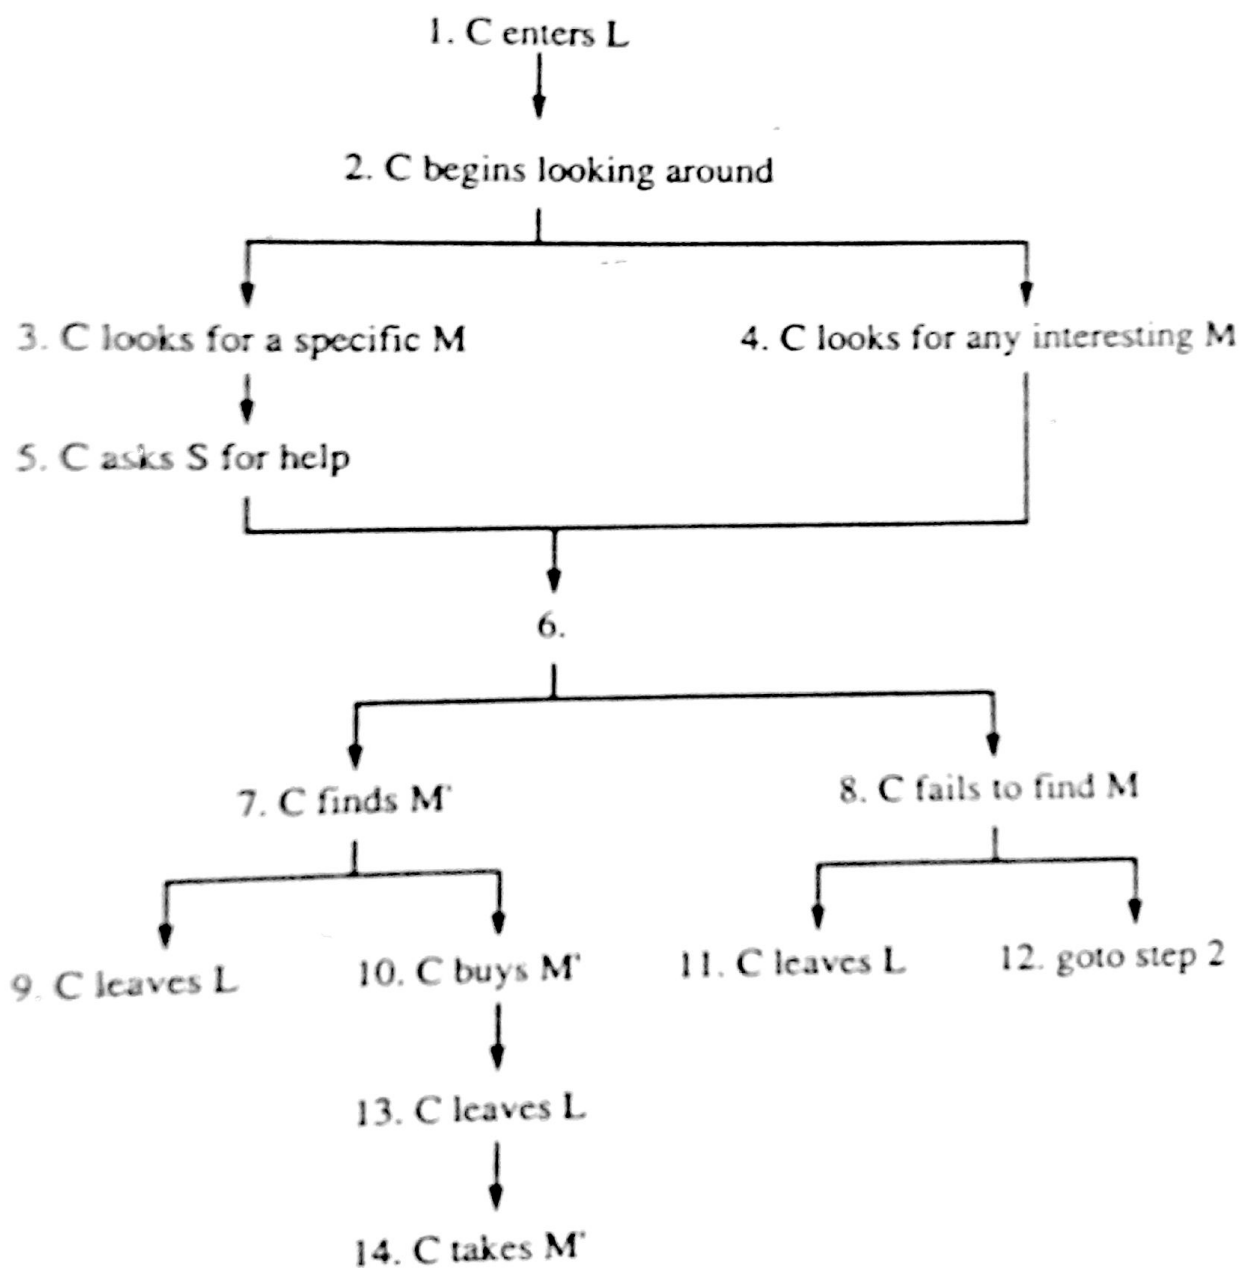 1. C enters L
2. C begins looking around
3. C looks for a specific M
4. C looks for any interesting M
5. C asks S for help
6.
7. C finds M'
8. C fails to find M
9. C leaves L
10. C buys M'
11. C leaves L
12. goto step 2
13. C leaves L
14. C takes M'